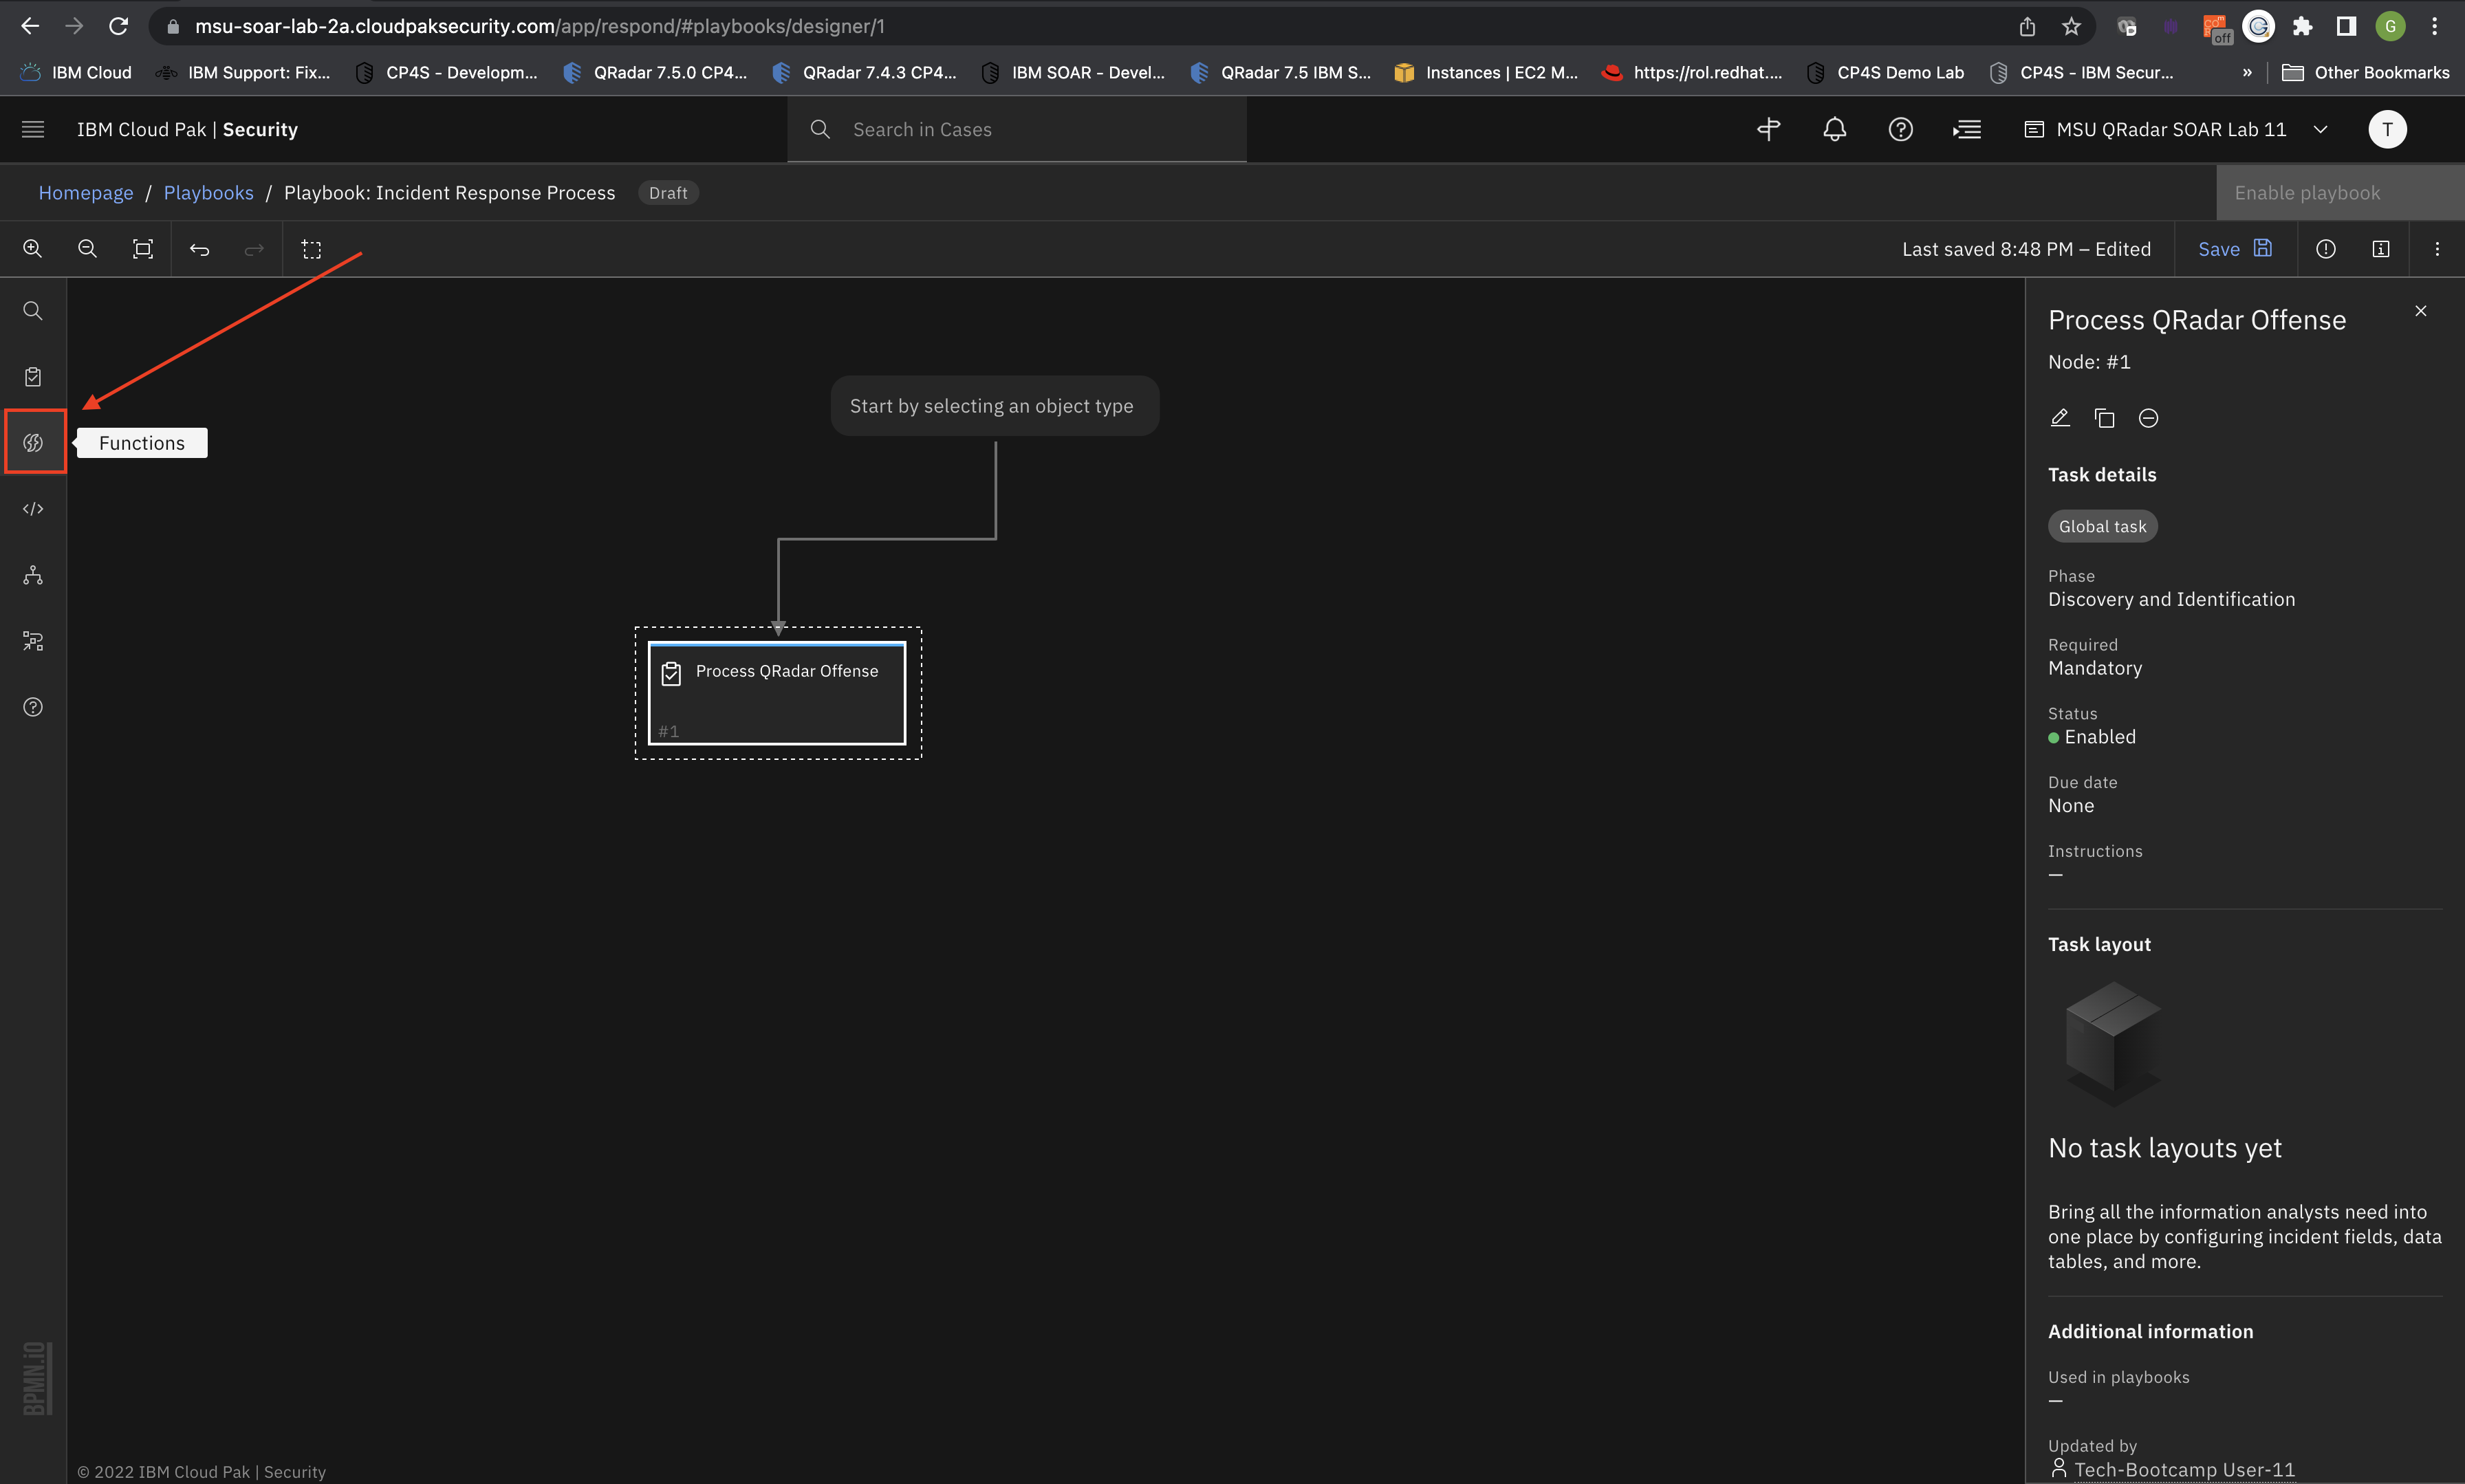 msu-soar-lab-2a.cloudpaksecurity.com/app/respond/#playbooks/designer/1
off
G
IBM Cloud
IBM Support: Fix...
CP4S - Developm...
QRadar 7.5.0 CP4...
QRadar 7.4.3 CP4...
IBM SOAR - Devel...
QRadar 7.5 IBM S...
Instances | EC2 M...
https://rol.redhat....
CP4S Demo Lab
CP4S - IBM Secur...
»
Other Bookmarks
IBM Cloud Pak | Security
Search in Cases
MSU QRadar SOAR Lab 11
T
Homepage / Playbooks / Playbook: Incident Response Process
Draft
Enable playbook
Last saved 8:48 PM – Edited
Save
Functions
Start by selecting an object type
Process QRadar Offense
#1
Process QRadar Offense
Node: #1
Task details
Global task
Phase
Discovery and Identification
Required
Mandatory
Status
Enabled
Due date
None
Instructions
—
Task layout
No task layouts yet
Bring all the information analysts need into
one place by configuring incident fields, data
tables, and more.
Additional information
Used in playbooks
—
Updated by
Tech-Bootcamp User-11
BPMN.iO
© 2022 IBM Cloud Pak | Security